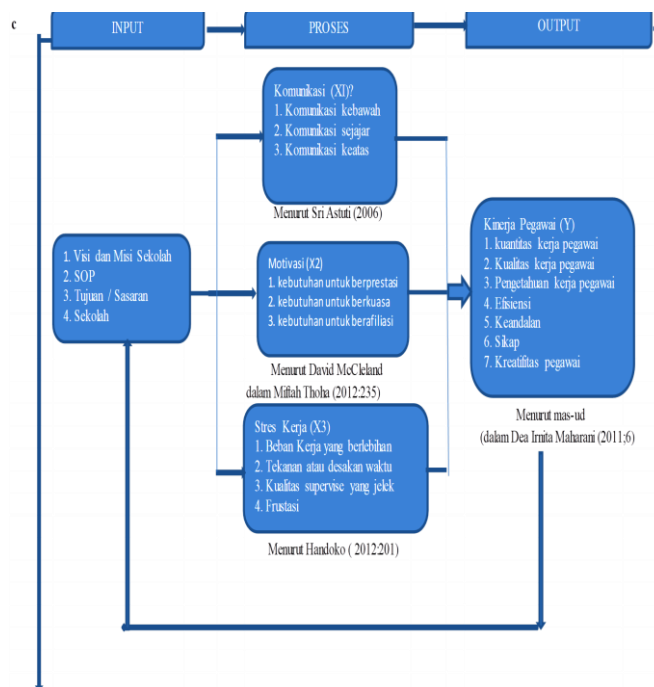 c
INPUT
PROSES
OUTPUT
Komunikasi (XI)?
1. Komunikasi kebawah
2. Komunikasi sejajar
3. Komunikasi keatas
Menurut Sri Astuti (2006)
1. Visi dan Misi Sekolah
2. SOP
3. Tujuan / Sasaran
4. Sekolah
Motivasi (X2)
1. kebutuhan untuk berprestasi
2. kebutuhan untuk berkuasa
3. kebutuhan untuk berafiliasi
Menurut David McCleland
dalam Miftah Thoha (2012:235)
Stres Kerja (X3)
1. Beban Kerja yang berlebihan
2. Tekanan atau desakan waktu
3. Kualitas supervise yang jelek
4. Frustasi
Menurut Handoko ( 2012:201)
Kinerja Pegawai (Y)
1. kuantitas kerja pegawai
2. Kualitas kerja pegawai
3. Pengetahuan kerja pegawai
4. Efisiensi
5. Keandalan
6. Sikap
7. Kreatifitas pegawai
Menurut mas-ud
(dalam Dea Irnita Maharani (2011;6)